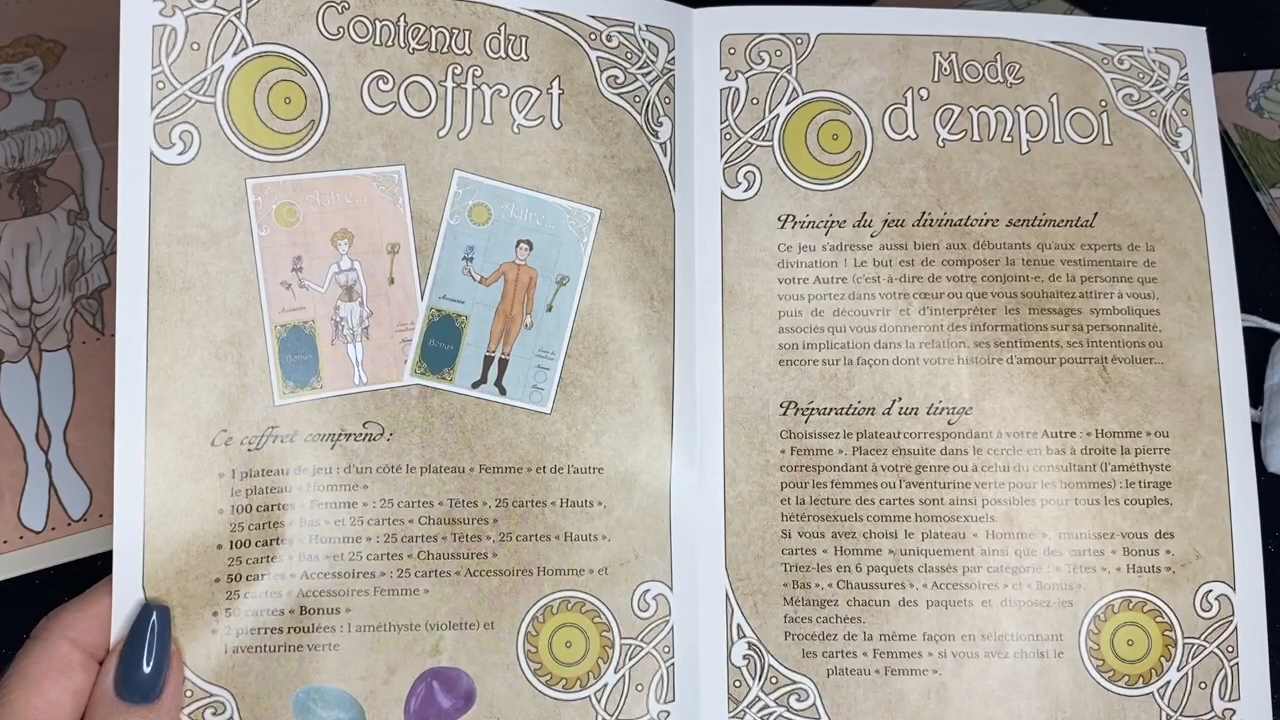 Contenu du
coffret
Autre...
Accessoire
Bonus
Autre...
Accessoire
Bonus
Ce coffret comprend :
1 plateau de jeu : d'un côté le plateau « Femme » et de l'autre
le plateau « Homme »
100 cartes « Femme » : 25 cartes « Têtes », 25 cartes « Hauts »,
25 cartes « Bas » et 25 cartes « Chaussures »
100 cartes « Homme » : 25 cartes « Têtes », 25 cartes « Hauts »,
25 cartes « Bas » et 25 cartes « Chaussures »
50 cartes « Accessoires » : 25 cartes « Accessoires Homme » et
25 cartes « Accessoires Femme »
50 cartes « Bonus »
2 pierres roulées : 1 améthyste (violette) et
1 aventurine verte
Mode
d'emploi
Principe du jeu divinatoire sentimental
Ce jeu s'adresse aussi bien aux débutants qu'aux experts de la
divination ! Le but est de composer la tenue vestimentaire de
votre Autre (c'est-à-dire de votre conjoint·e, de la personne que
vous portez dans votre cœur ou que vous souhaitez attirer à vous),
puis de découvrir et d'interpréter les messages symboliques
associés qui vous donneront des informations sur sa personnalité,
son implication dans la relation, ses sentiments, ses intentions ou
encore sur la façon dont votre histoire d'amour pourrait évoluer...
Préparation d'un tirage
Choisissez le plateau correspondant à votre Autre : « Homme » ou
« Femme ». Placez ensuite dans le cercle en bas à droite la pierre
correspondant à votre genre ou à celui du consultant (l'améthyste
pour les femmes ou l'aventurine verte pour les hommes) : le tirage
et la lecture des cartes sont ainsi possibles pour tous les couples,
hétérosexuels comme homosexuels.
Si vous avez choisi le plateau « Homme », munissez-vous des
cartes « Homme » uniquement ainsi que des cartes « Bonus ».
Triez-les en 6 paquets classés par catégorie : « Têtes », « Hauts »,
« Bas », « Chaussures », « Accessoires » et « Bonus ».
Mélangez chacun des paquets et disposez-les
faces cachées.
Procédez de la même façon en sélectionnant
les cartes « Femmes » si vous avez choisi le
plateau « Femme ».